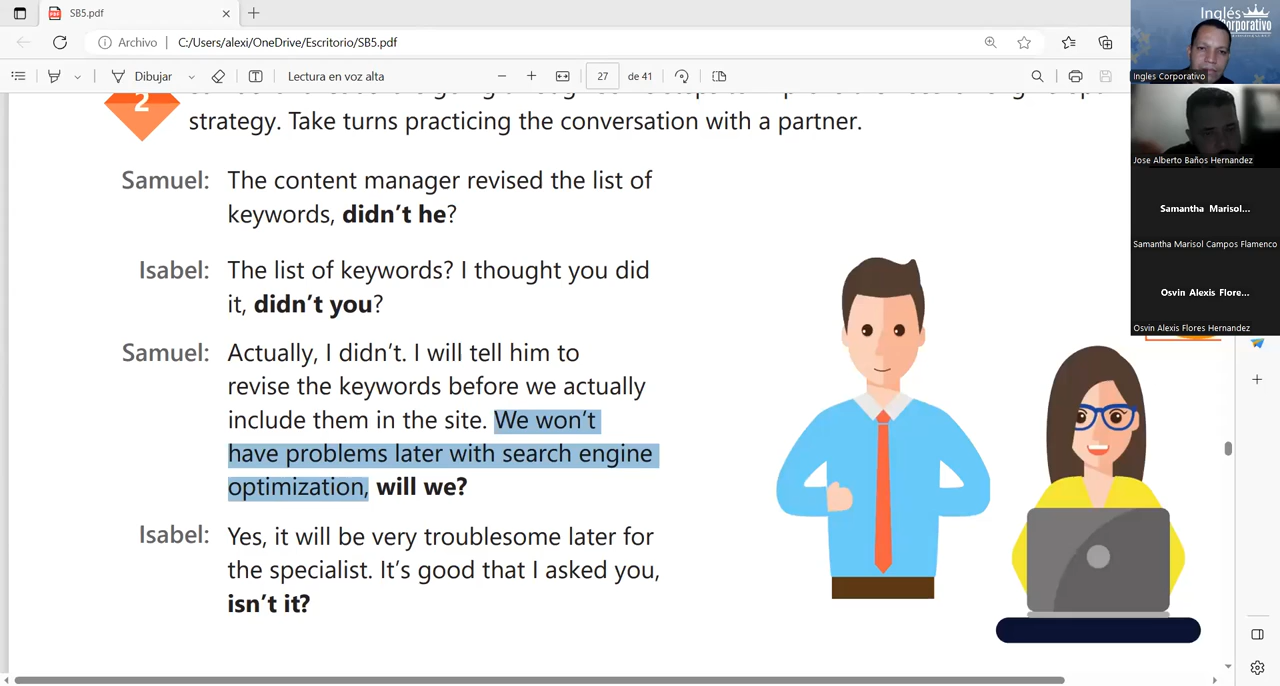 SB5.pdf
Archivo
C:/Users/alexi/OneDrive/Escritorio/SB5.pdf
Dibujar
Lectura en voz alta
27
de 41
Inglés
Corporativo
Ingles Corporativo
Jose Alberto Baños Hernandez
Samantha Marisol...
Samantha Marisol Campos Flamenco
Osvin Alexis Flore...
Osvin Alexis Flores Hernandez
2
strategy. Take turns practicing the conversation with a partner.
Samuel: The content manager revised the list of
keywords, didn't he?
Isabel: The list of keywords? I thought you did
it, didn't you?
Samuel: Actually, I didn't. I will tell him to
revise the keywords before we actually
include them in the site. We won't
have problems later with search engine
optimization, will we?
Isabel: Yes, it will be very troublesome later for
the specialist. It's good that I asked you,
isn't it?